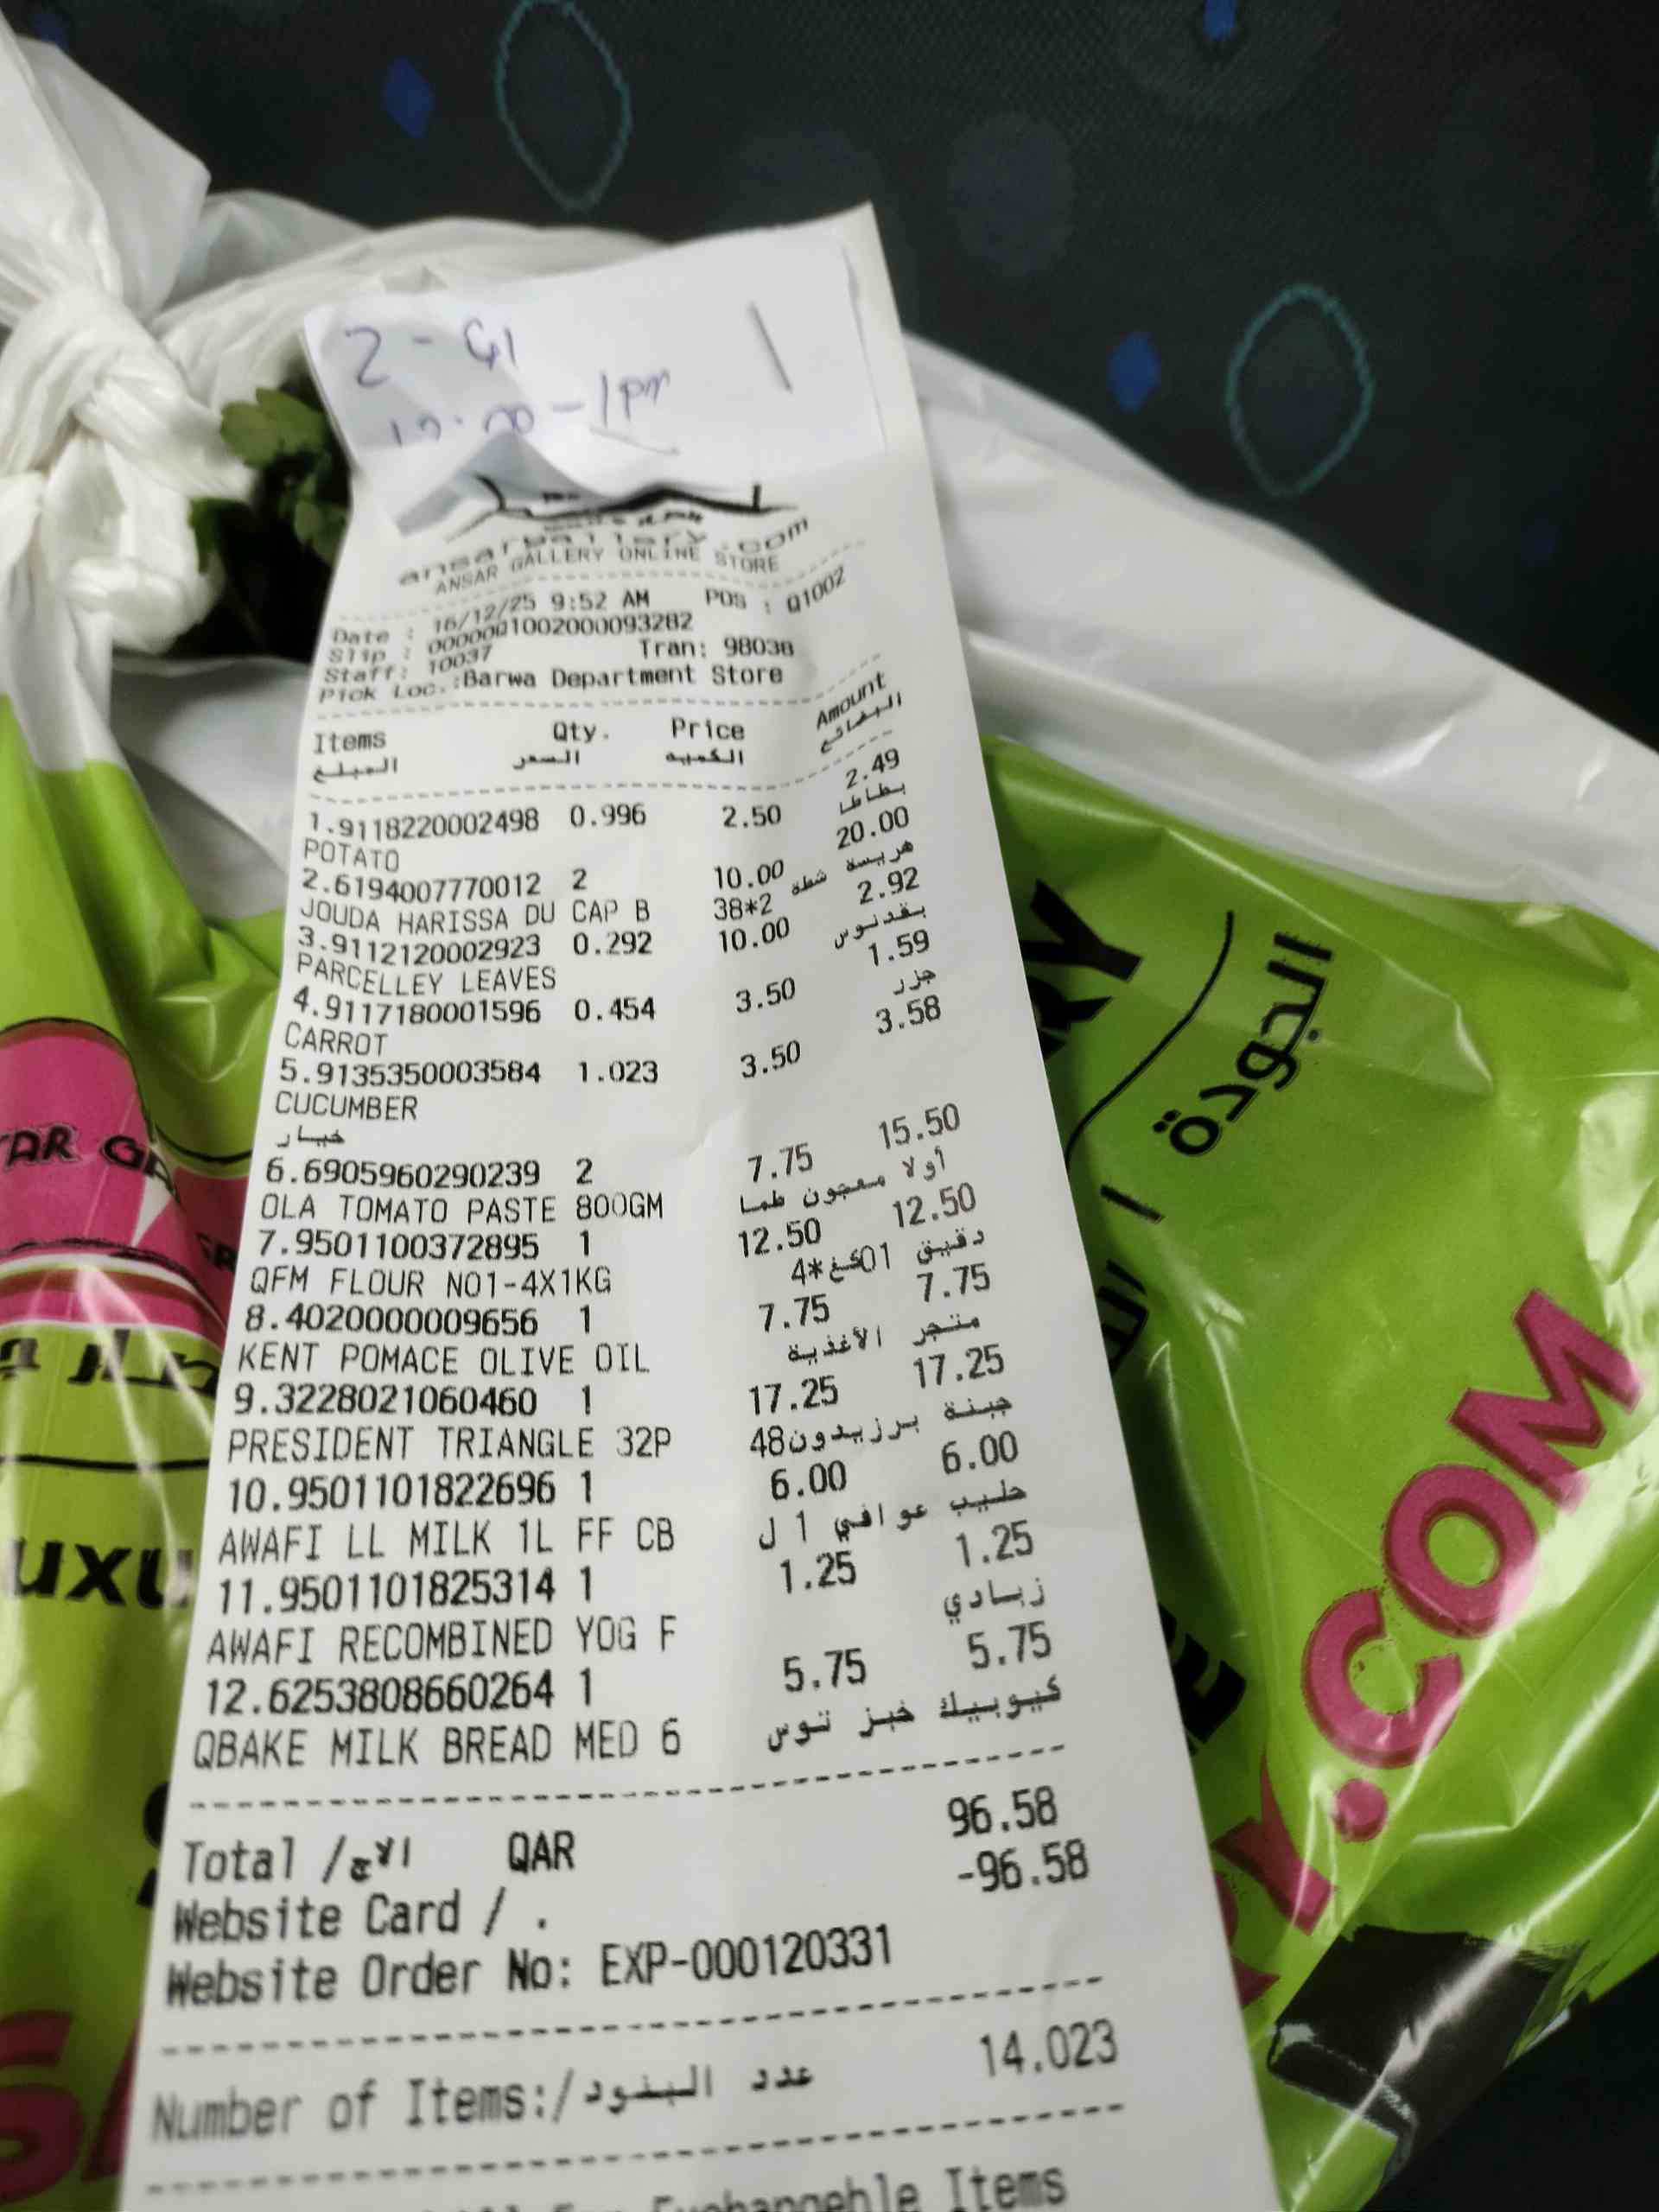 2 -
- 1pm
ansargallery.com
ANSAR GALLERY ONLINE STORE
Date : 16/12/25 9:52 AM POS : Q1002
Slip : 00000Q1002000093282
Staff: 10037 Tran: 98038
Pick Loc.:Barwa Department Store
Items Qty. Price Amount
المبلغ السعر الكميه البضائع
1.9118220002498 0.996 2.50 2.49
POTATO بطاطا
2.6194007770012 2 10.00 20.00
JOUDA HARISSA DU CAP B 38*2 هريسة شطة
3.9112120002923 0.292 10.00 2.92
PARCELLEY LEAVES بقدنوس
4.9117180001596 0.454 3.50 1.59
CARROT جزر
5.9135350003584 1.023 3.50 3.58
CUCUMBER
خيار
6.6905960290239 2 7.75 15.50
OLA TOMATO PASTE 800GM أولا معجون طما
7.9501100372895 1 12.50 12.50
QFM FLOUR NO1-4X1KG دقيق 01كغ*4
8.4020000009656 1 7.75 7.75
KENT POMACE OLIVE OIL متجر الأغذية
9.3228021060460 1 17.25 17.25
PRESIDENT TRIANGLE 32P جبنة برزيدون48
10.9501101822696 1 6.00 6.00
AWAFI LL MILK 1L FF CB حليب عوافي 1 ل
11.9501101825314 1 1.25 1.25
AWAFI RECOMBINED YOG F زبادي
12.6253808660264 1 5.75 5.75
QBAKE MILK BREAD MED 6 كيوبيك خبز توس
Total /الاج QAR 96.58
Website Card / . -96.58
Website Order No: EXP-000120331
Number of Items:/عدد البنود 14.023
Exchangeble Items
RY
الجودة
Y.COM